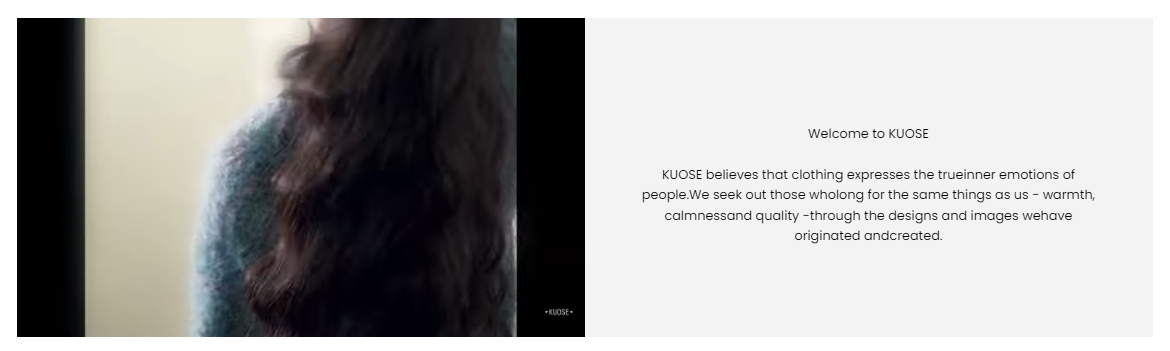 Welcome to KUOSE
KUOSE believes that clothing expresses the trueinner emotions of
people.We seek out those wholong for the same things as us - warmth,
calmnessand quality -through the designs and images wehave
originated andcreated.
•KUOSE•